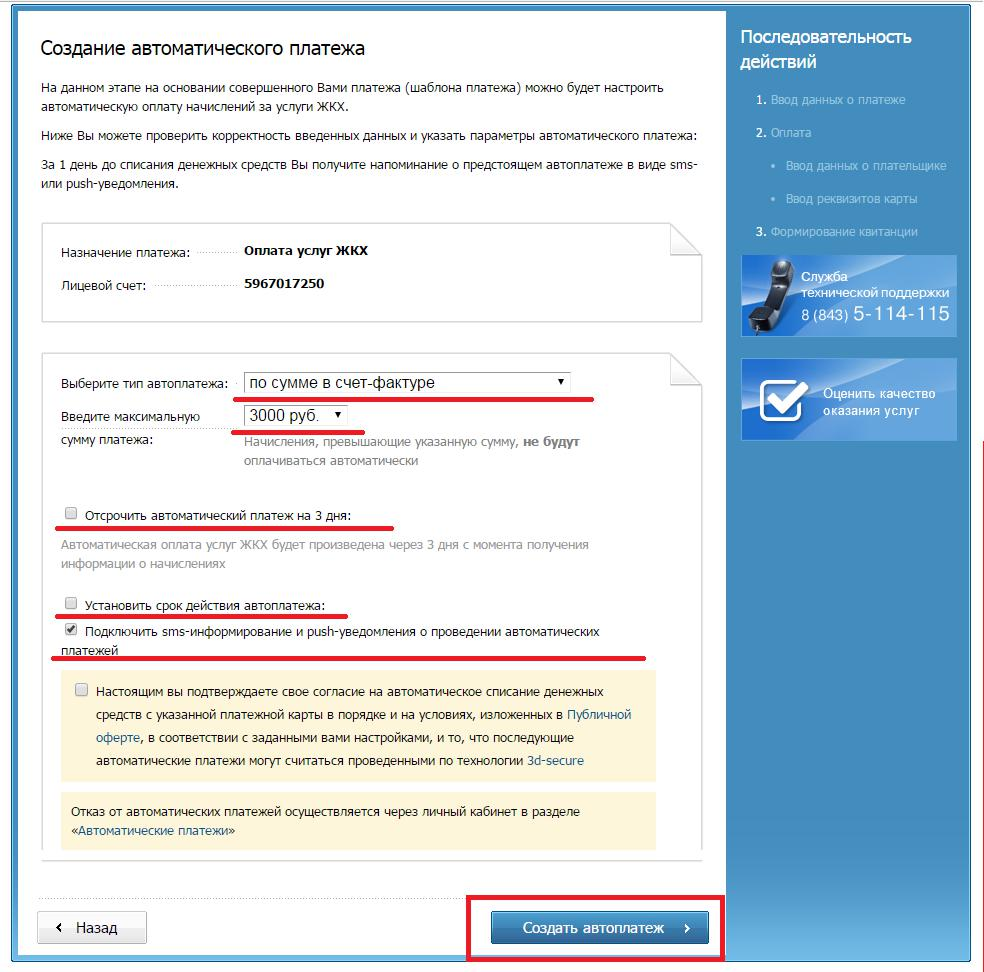 Создание автоматического платежа
На данном этапе на основании совершенного Вами платежа (шаблона платежа) можно будет настроить
автоматическую оплату начислений за услуги ЖКХ.
Ниже Вы можете проверить корректность введенных данных и указать параметры автоматического платежа:
За 1 день до списания денежных средств Вы получите напоминание о предстоящем автоплатеже в виде sms-
или push-уведомления.
Назначение платежа: Оплата услуг ЖКХ
Лицевой счет: 5967017250
Выберите тип автоплатежа: по сумме в счет-фактуре
Введите максимальную 3000 руб.
сумму платежа:
Начисления, превышающие указанную сумму, не будут
оплачиваться автоматически
Отсрочить автоматический платеж на 3 дня:
Автоматическая оплата услуг ЖКХ будет произведена через 3 дня с момента получения
информации о начислениях
Установить срок действия автоплатежа:
Подключить sms-информирование и push-уведомления о проведении автоматических
платежей
Настоящим вы подтверждаете свое согласие на автоматическое списание денежных
средств с указанной платежной карты в порядке и на условиях, изложенных в Публичной
оферте, в соответствии с заданными вами настройками, и то, что последующие
автоматические платежи могут считаться проведенными по технологии 3d-secure
Отказ от автоматических платежей осуществляется через личный кабинет в разделе
«Автоматические платежи»
Назад
Создать автоплатеж
Последовательность
действий
1. Ввод данных о платеже
2. Оплата
• Ввод данных о плательщике
• Ввод реквизитов карты
3. Формирование квитанции
Служба
технической поддержки
8 (843) 5-114-115
Оценить качество
оказания услуг